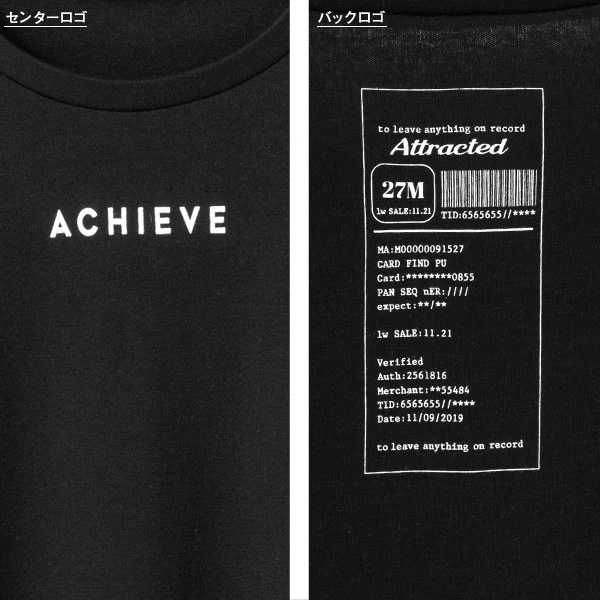 センターロゴ
ACHIEVE
バックロゴ
to leave anything on record
Attracted
27M
lw SALE:11.21
TID:6565655//****
MA:M00000091527
CARD FIND PU
Card:********0855
PAN SEQ nER:////
expect:**/**
lw SALE:11.21
Verified
Auth:2561816
Merchant:**55484
TID:6565655//****
Date:11/09/2019
to leave anything on record